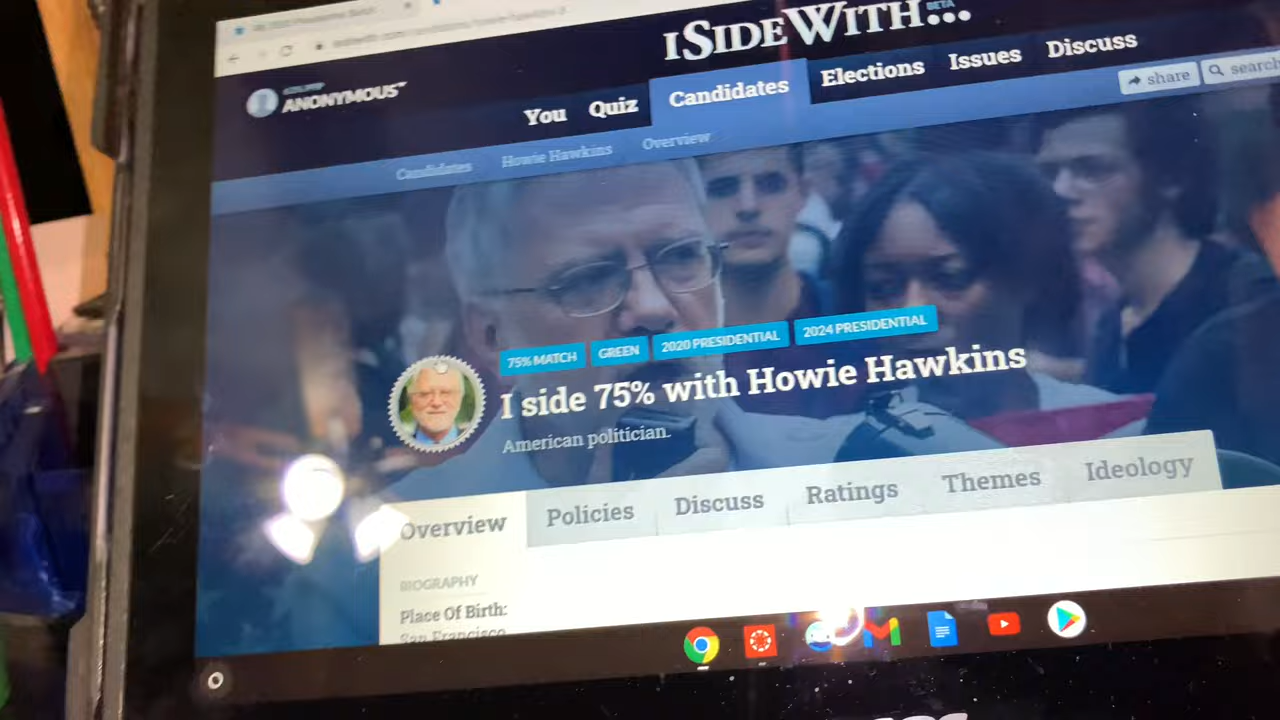 ISIDEWITH...
BETA
ANONYMOUS
You Quiz Candidates Elections Issues Discuss
share search
Candidates Howie Hawkins Overview
75% MATCH GREEN 2020 PRESIDENTIAL 2024 PRESIDENTIAL
I side 75% with Howie Hawkins
American politician.
Overview Policies Discuss Ratings Themes Ideology
BIOGRAPHY
Place Of Birth:
San Francisco